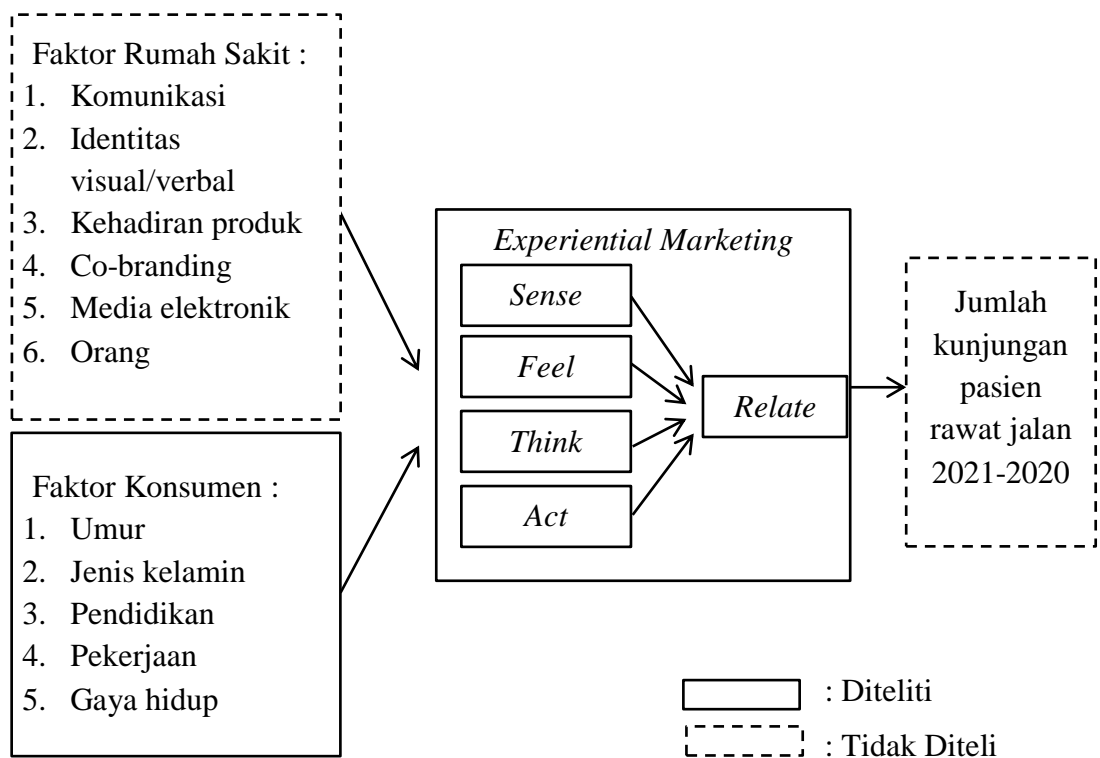 Faktor Rumah Sakit :
1. Komunikasi
2. Identitas
visual/verbal
3. Kehadiran produk
4. Co-branding
5. Media elektronik
6. Orang
Faktor Konsumen :
1. Umur
2. Jenis kelamin
3. Pendidikan
4. Pekerjaan
5. Gaya hidup
Experiential Marketing
Sense
Feel
Think
Act
Relate
Jumlah
kunjungan
pasien
rawat jalan
2021-2020
: Diteliti
: Tidak Diteli